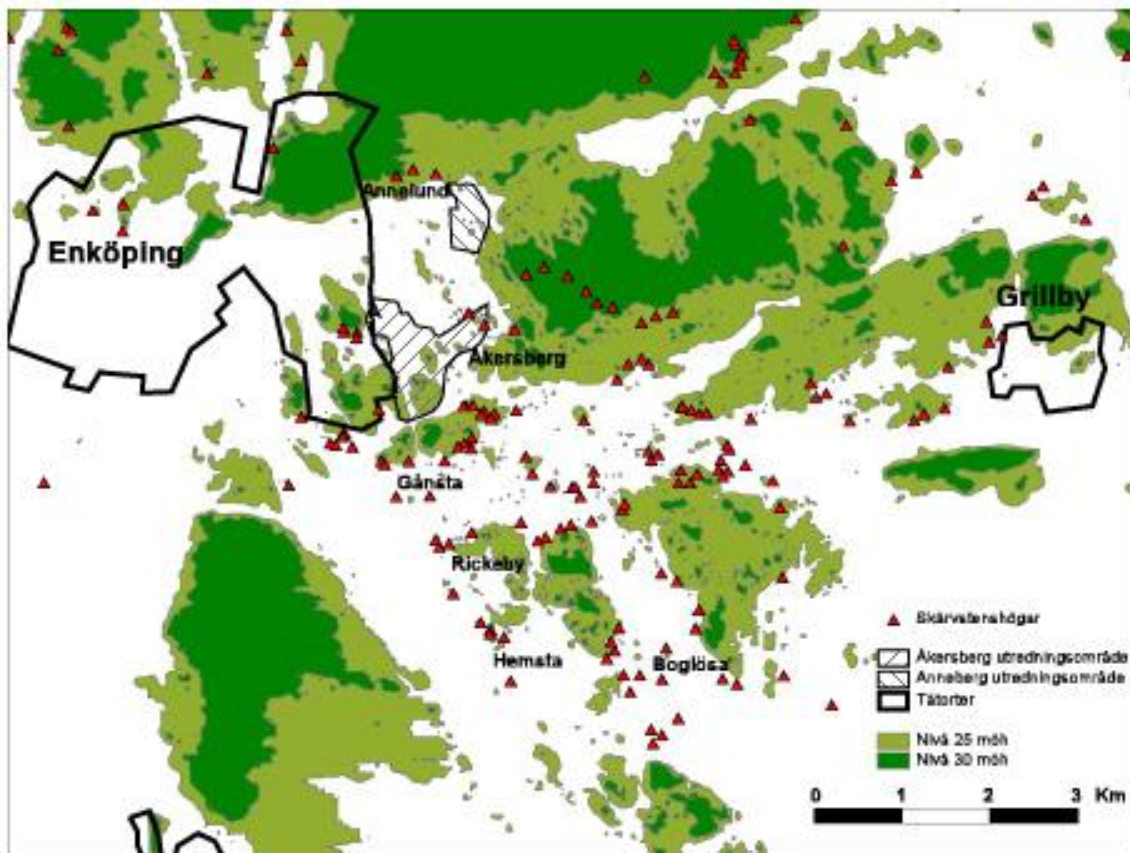 Annelund
Enköping
Grillby
Åkersberg
Gånsta
Rickeby
Hemsta
Boglösa
Skärvstenshögar
Åkersberg utredningsområde
Anneberg utredningsområde
Tätorter
Nivå 25 möh
Nivå 30 möh
0 1 2 3 Km